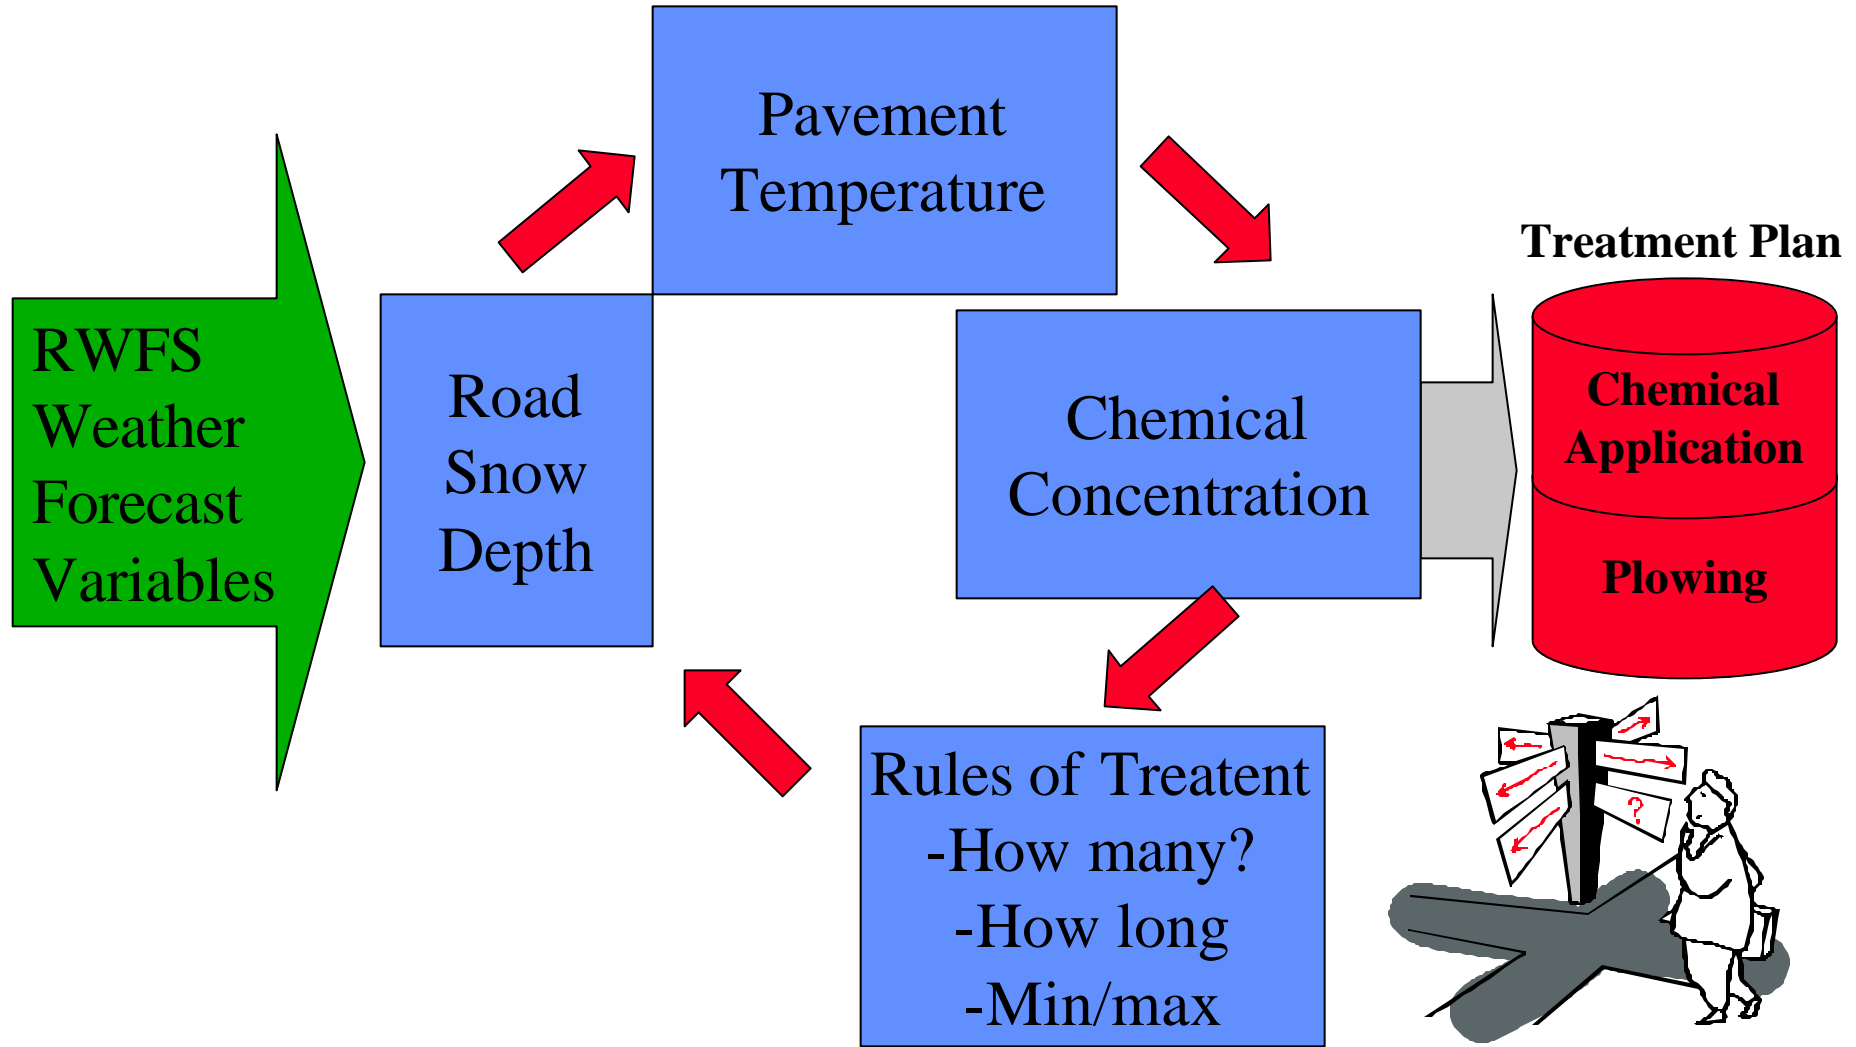 RWFS
Weather
Forecast
Variables
Road
Snow
Depth
Pavement
Temperature
Chemical
Concentration
Rules of Treatent
-How many?
-How long
-Min/max
Treatment Plan
Chemical
Application
Plowing
?